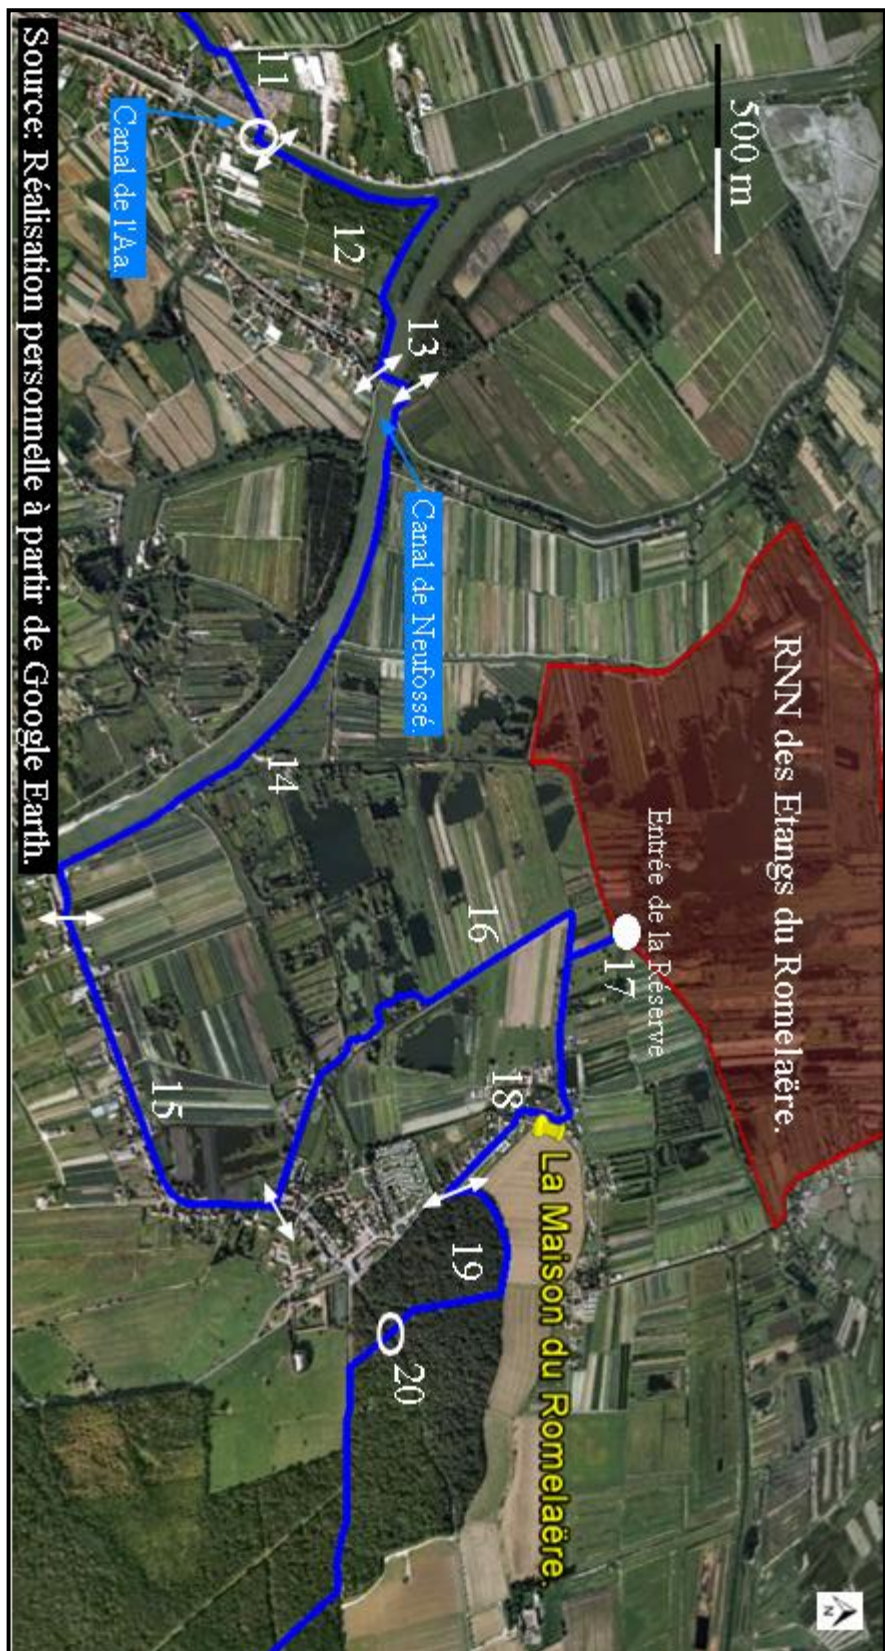 500 m
RNN des Etangs du Romelaëre.
Entrée de la Réserve
11
12
13
14
15
16
17
18
19
20
Canal de l'Aa.
Canal de Neufossé.
La Maison du Romelaëre.
N
Source: Réalisation personnelle à partir de Google Earth.